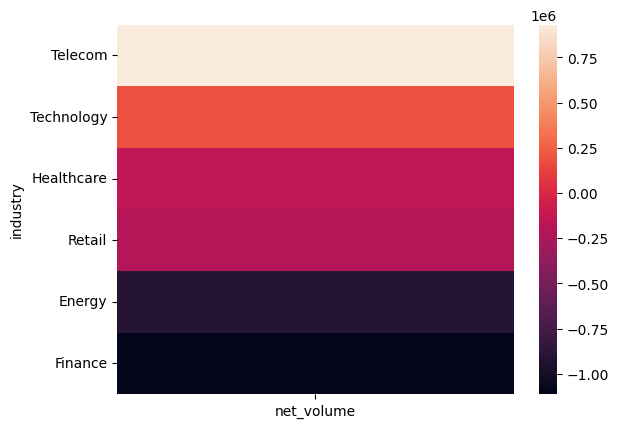 1e6
Telecom
Technology
Healthcare
Retail
Energy
Finance
industry
net_volume
0.75
0.50
0.25
0.00
−0.25
−0.50
−0.75
−1.00